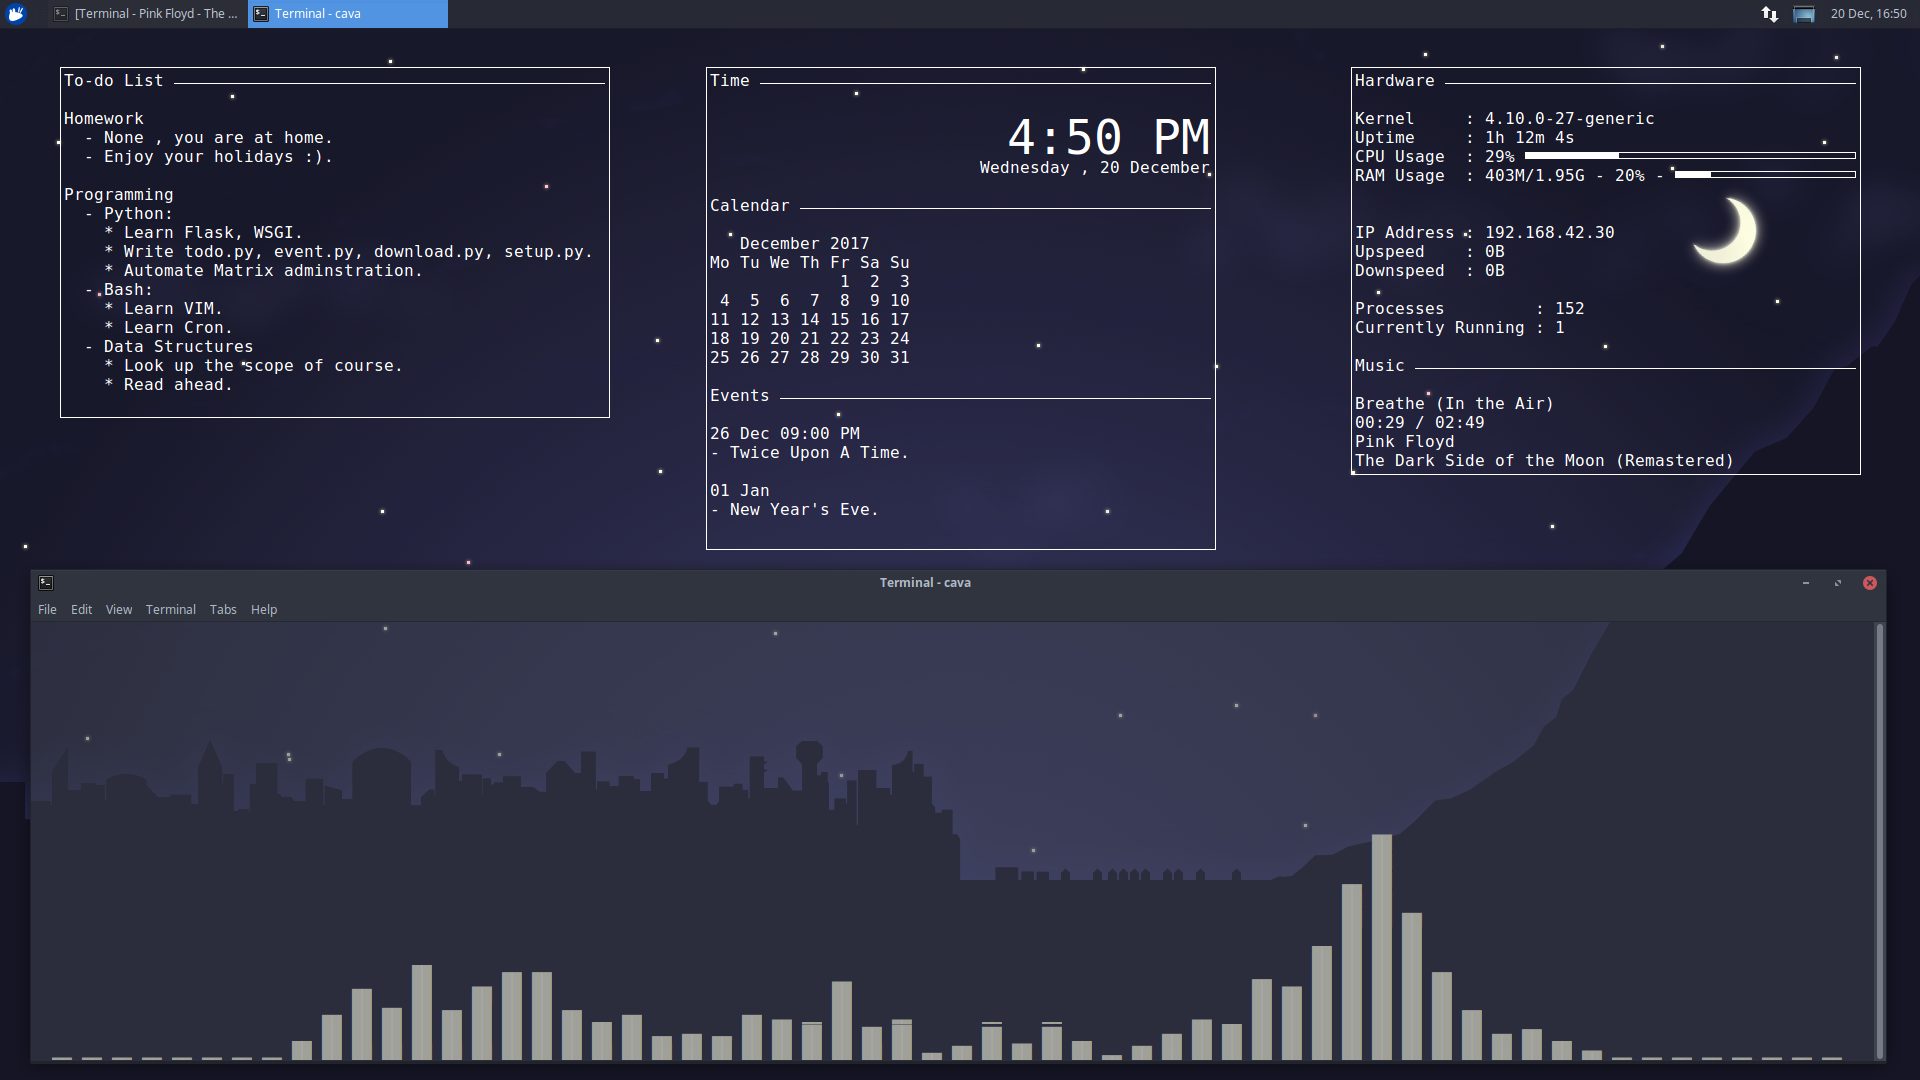 [Terminal - Pink Floyd - The ...
Terminal - cava
20 Dec, 16:50
To-do List
Homework
- None , you are at home.
- Enjoy your holidays :).
Programming
- Python:
* Learn Flask, WSGI.
* Write todo.py, event.py, download.py, setup.py.
* Automate Matrix adminstration.
- Bash:
* Learn VIM.
* Learn Cron.
- Data Structures
* Look up the scope of course.
* Read ahead.
Time
4:50 PM
Wednesday , 20 December
Calendar
December 2017
Mo Tu We Th Fr Sa Su
1 2 3
4 5 6 7 8 9 10
11 12 13 14 15 16 17
18 19 20 21 22 23 24
25 26 27 28 29 30 31
Events
26 Dec 09:00 PM
- Twice Upon A Time.
01 Jan
- New Year's Eve.
Hardware
Kernel : 4.10.0-27-generic
Uptime : 1h 12m 4s
CPU Usage : 29%
RAM Usage : 403M/1.95G - 20% -
IP Address : 192.168.42.30
Upspeed : 0B
Downspeed : 0B
Processes : 152
Currently Running : 1
Music
Breathe (In the Air)
00:29 / 02:49
Pink Floyd
The Dark Side of the Moon (Remastered)
Terminal - cava
File Edit View Terminal Tabs Help